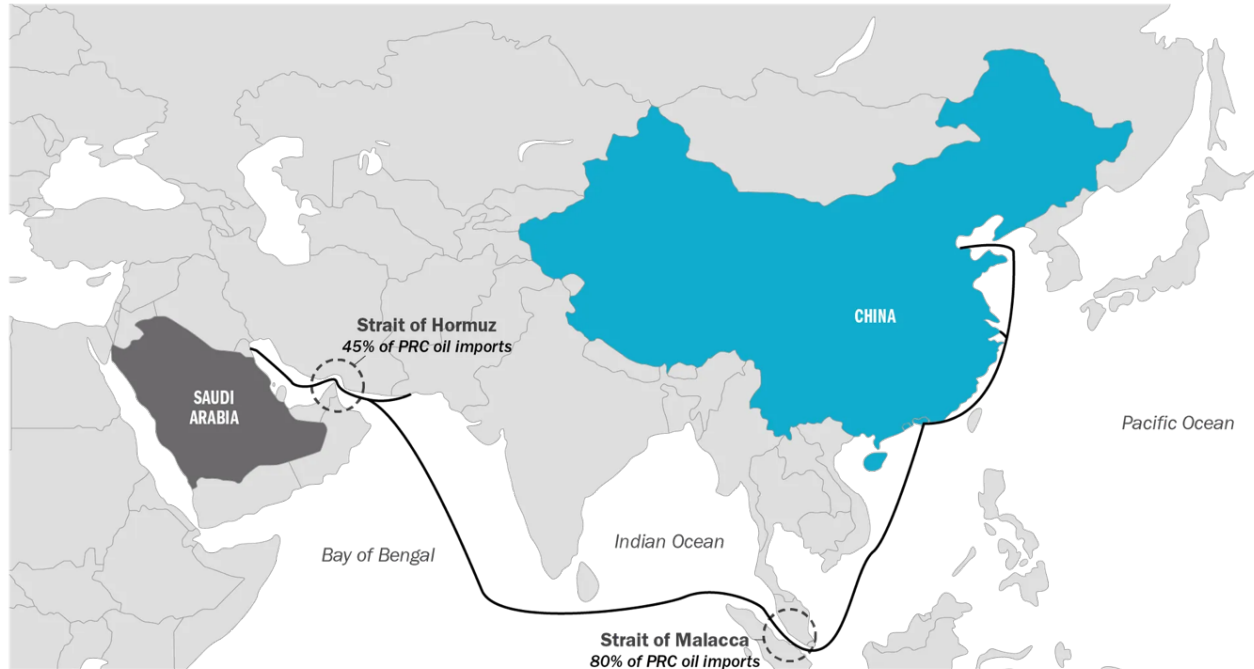 Strait of Hormuz
45% of PRC oil imports
CHINA
SAUDI
ARABIA
Pacific Ocean
Indian Ocean
Bay of Bengal
Strait of Malacca
80% of PRC oil imports